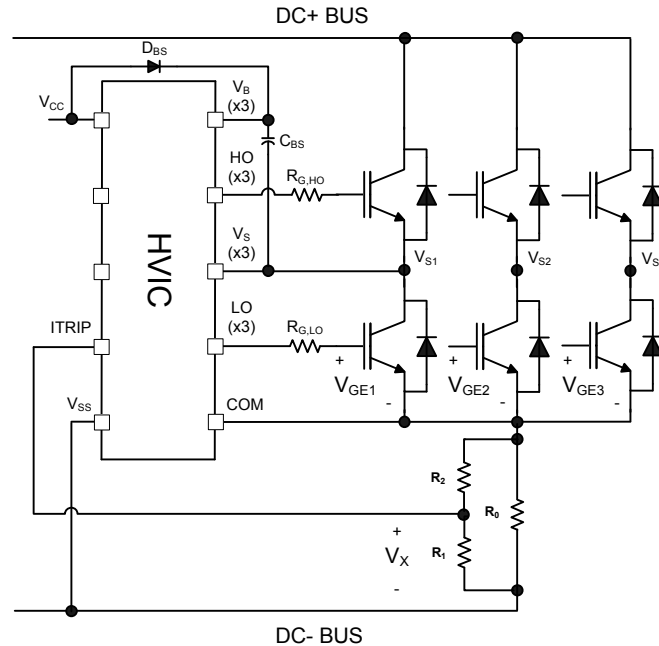 DC+ BUS
DBS
VCC
VB
(x3)
CBS
HO
(x3)
RG,HO
HVIC
VS
(x3)
VS1
VS2
VS
LO
(x3)
ITRIP
RG,LO
+
VGE1
-
+
VGE2
-
+
VGE3
-
VSS
COM
R2
R0
+
VX
-
R1
DC- BUS